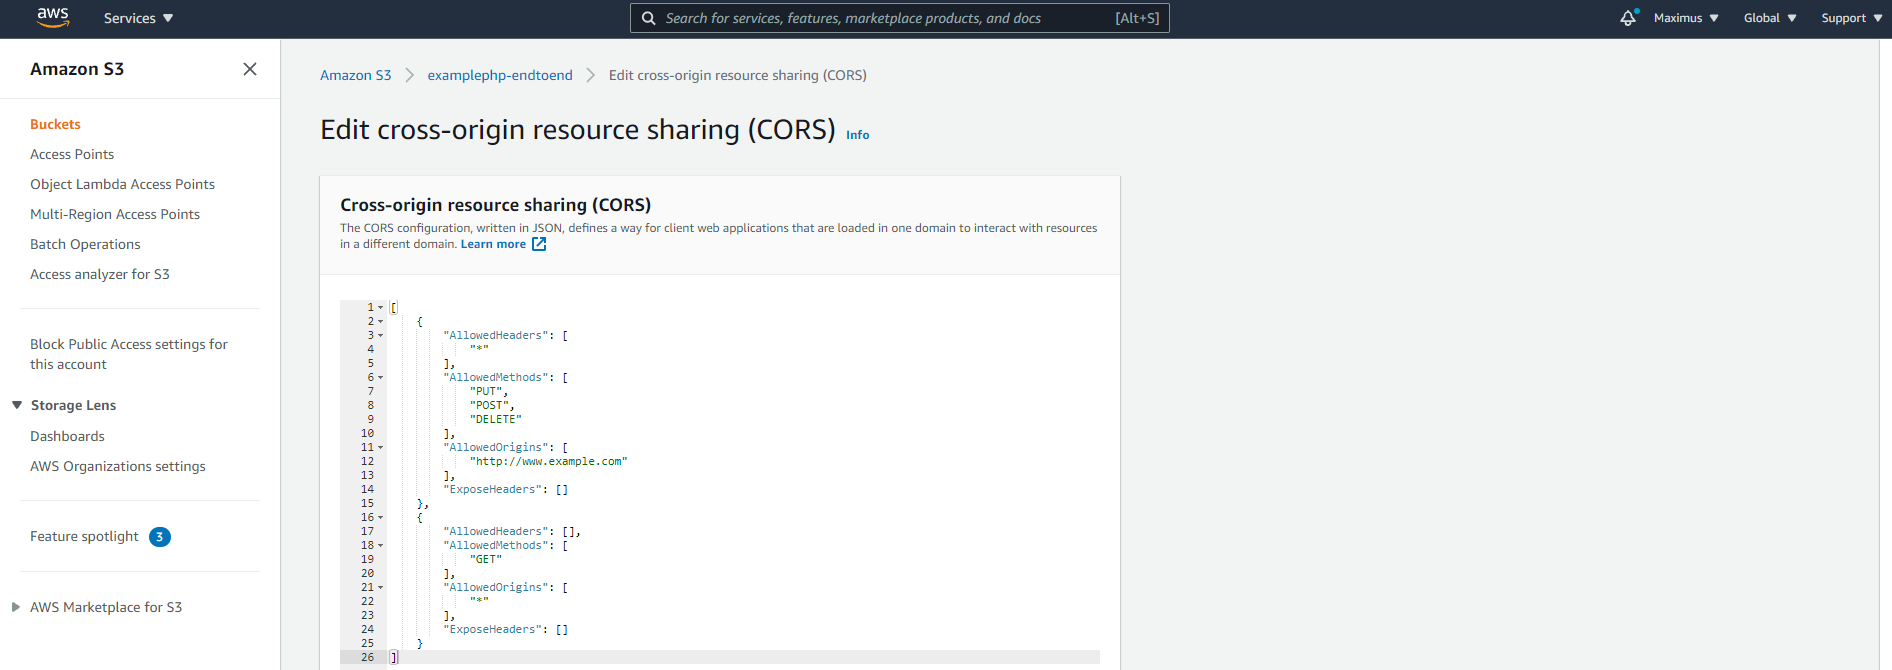 aws
Services
Search for services, features, marketplace products, and docs [Alt+S]
Maximus
Global
Support
Amazon S3
Buckets
Access Points
Object Lambda Access Points
Multi-Region Access Points
Batch Operations
Access analyzer for S3
Block Public Access settings for
this account
Storage Lens
Dashboards
AWS Organizations settings
Feature spotlight 3
AWS Marketplace for S3
Amazon S3 examplephp-endtoend Edit cross-origin resource sharing (CORS)
Edit cross-origin resource sharing (CORS) Info
Cross-origin resource sharing (CORS)
The CORS configuration, written in JSON, defines a way for client web applications that are loaded in one domain to interact with resources
in a different domain. Learn more
1 [
2 {
3 "AllowedHeaders": [
4 "*"
5 ],
6 "AllowedMethods": [
7 "PUT",
8 "POST",
9 "DELETE"
10 ],
11 "AllowedOrigins": [
12 "http://www.example.com"
13 ],
14 "ExposeHeaders": []
15 },
16 {
17 "AllowedHeaders": [],
18 "AllowedMethods": [
19 "GET"
20 ],
21 "AllowedOrigins": [
22 "*"
23 ],
24 "ExposeHeaders": []
25 }
26 ]